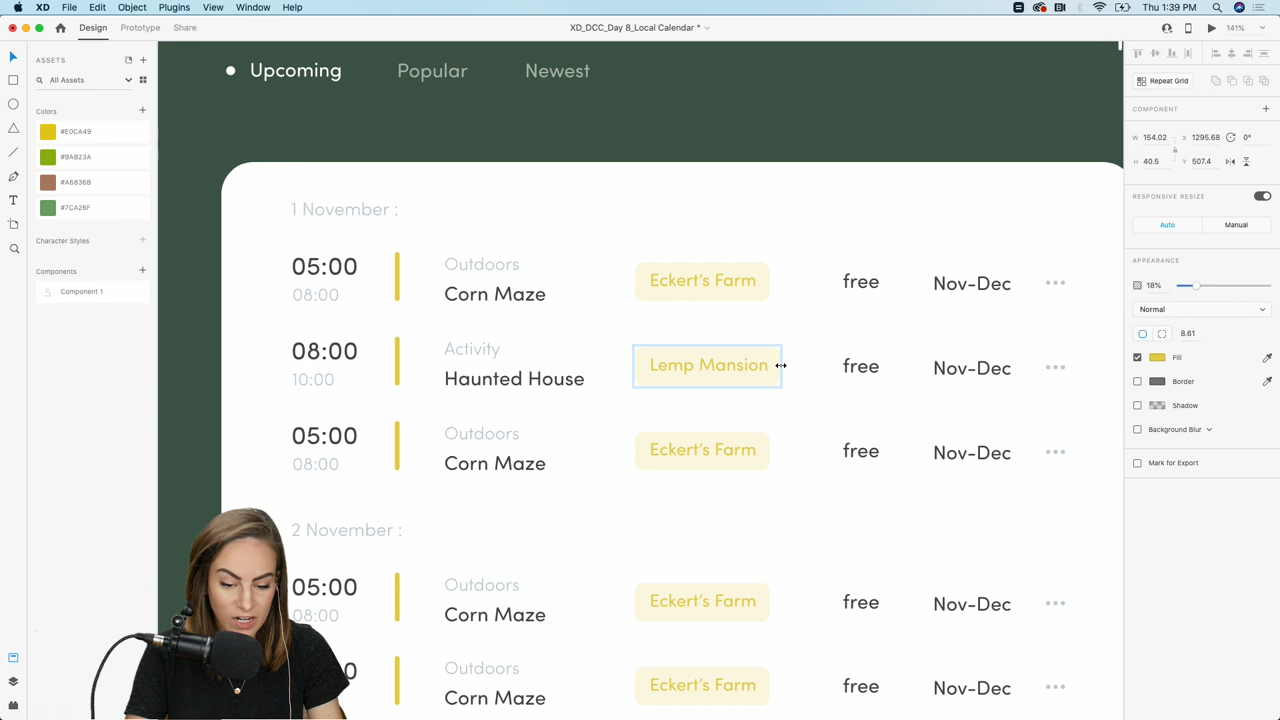 XD File Edit Object Plugins View Window Help Thu 1:39 PM
Design Prototype Share XD_DCC_Day 8_Local Calendar * 141%
ASSETS
All Assets
Colors
#E0CA49
#9AB23A
#A6836B
#7CA26F
Character Styles
Components
Component 1
Upcoming Popular Newest
1 November :
05:00 Outdoors Eckert's Farm free Nov-Dec
08:00 Corn Maze
08:00 Activity Lemp Mansion free Nov-Dec
10:00 Haunted House
05:00 Outdoors Eckert's Farm free Nov-Dec
08:00 Corn Maze
2 November :
05:00 Outdoors Eckert's Farm free Nov-Dec
08:00 Corn Maze
0 Outdoors Eckert's Farm free Nov-Dec
Corn Maze
Repeat Grid
COMPONENT
W 154.02 X 1295.68 0°
H 40.5 Y 507.4
RESPONSIVE RESIZE
Auto Manual
APPEARANCE
18%
Normal
8.61
Fill
Border
Shadow
Background Blur
Mark for Export